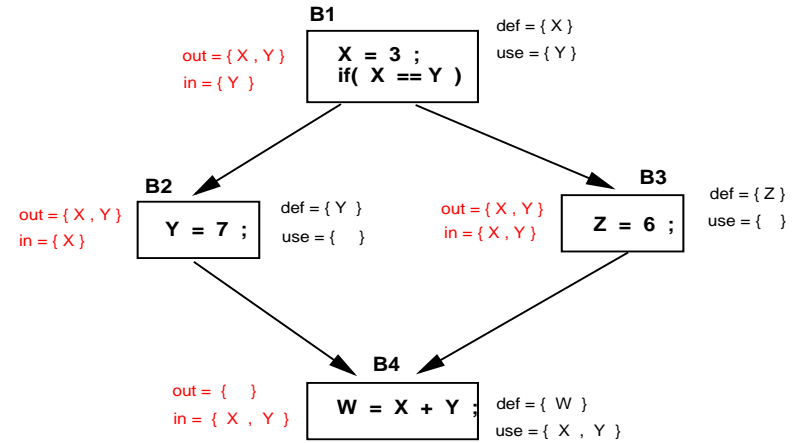 B1
def = { X }
out = { X , Y }
X = 3 ;
use = { Y }
in = { Y }
if( X == Y )
B2
B3
def = { Z }
out = { X , Y }
def = { Y }
out = { X , Y }
Y = 7 ;
Z = 6 ;
use = { }
in = { X }
use = { }
in = { X , Y }
B4
out = { }
W = X + Y ;
def = { W }
in = { X , Y }
use = { X , Y }